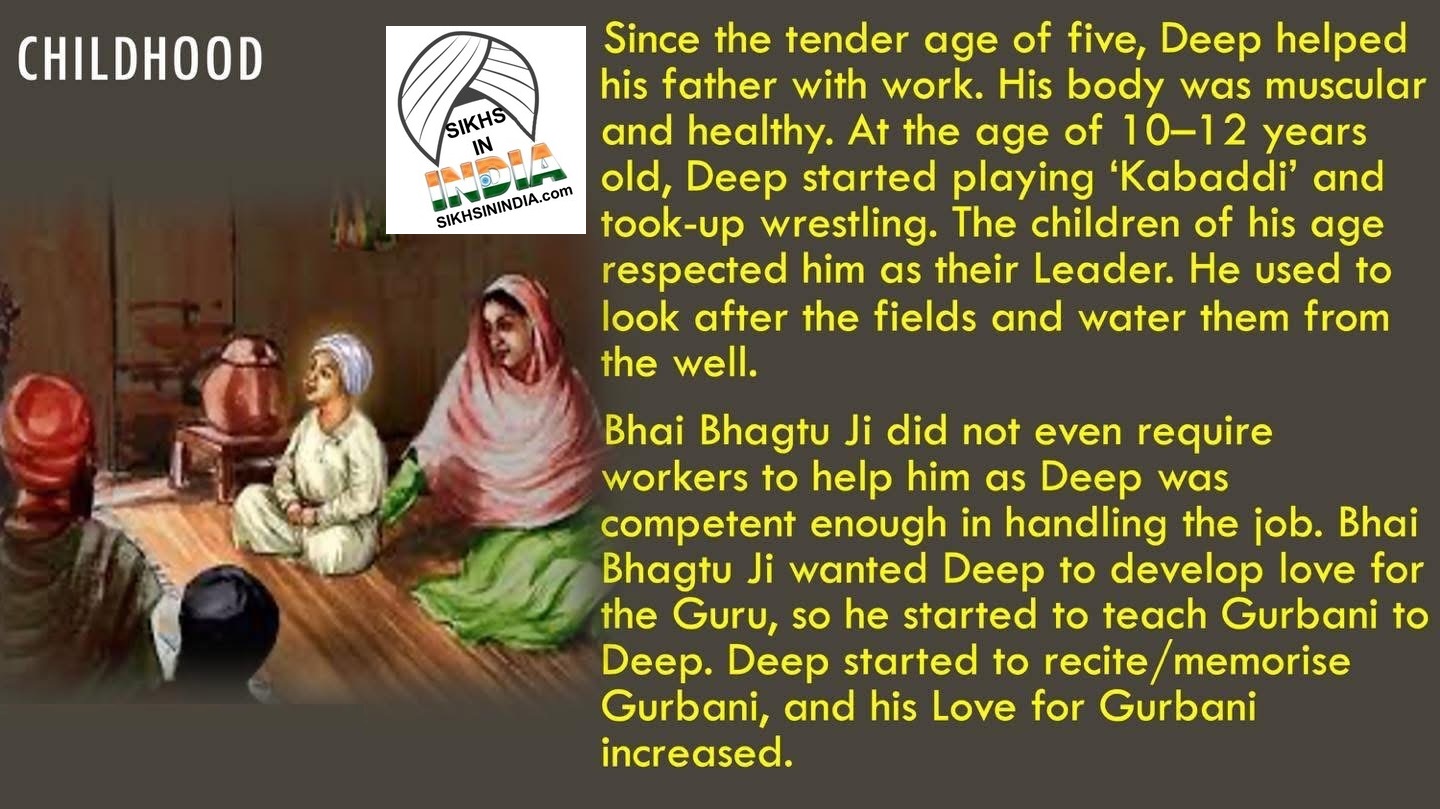 CHILDHOOD
SIKHS
IN
INDIA
SIKHSININDIA.com
Since the tender age of five, Deep helped
his father with work. His body was muscular
and healthy. At the age of 10–12 years
old, Deep started playing ‘Kabaddi’ and
took-up wrestling. The children of his age
respected him as their Leader. He used to
look after the fields and water them from
the well.
Bhai Bhagtu Ji did not even require
workers to help him as Deep was
competent enough in handling the job. Bhai
Bhagtu Ji wanted Deep to develop love for
the Guru, so he started to teach Gurbani to
Deep. Deep started to recite/memorise
Gurbani, and his Love for Gurbani
increased.